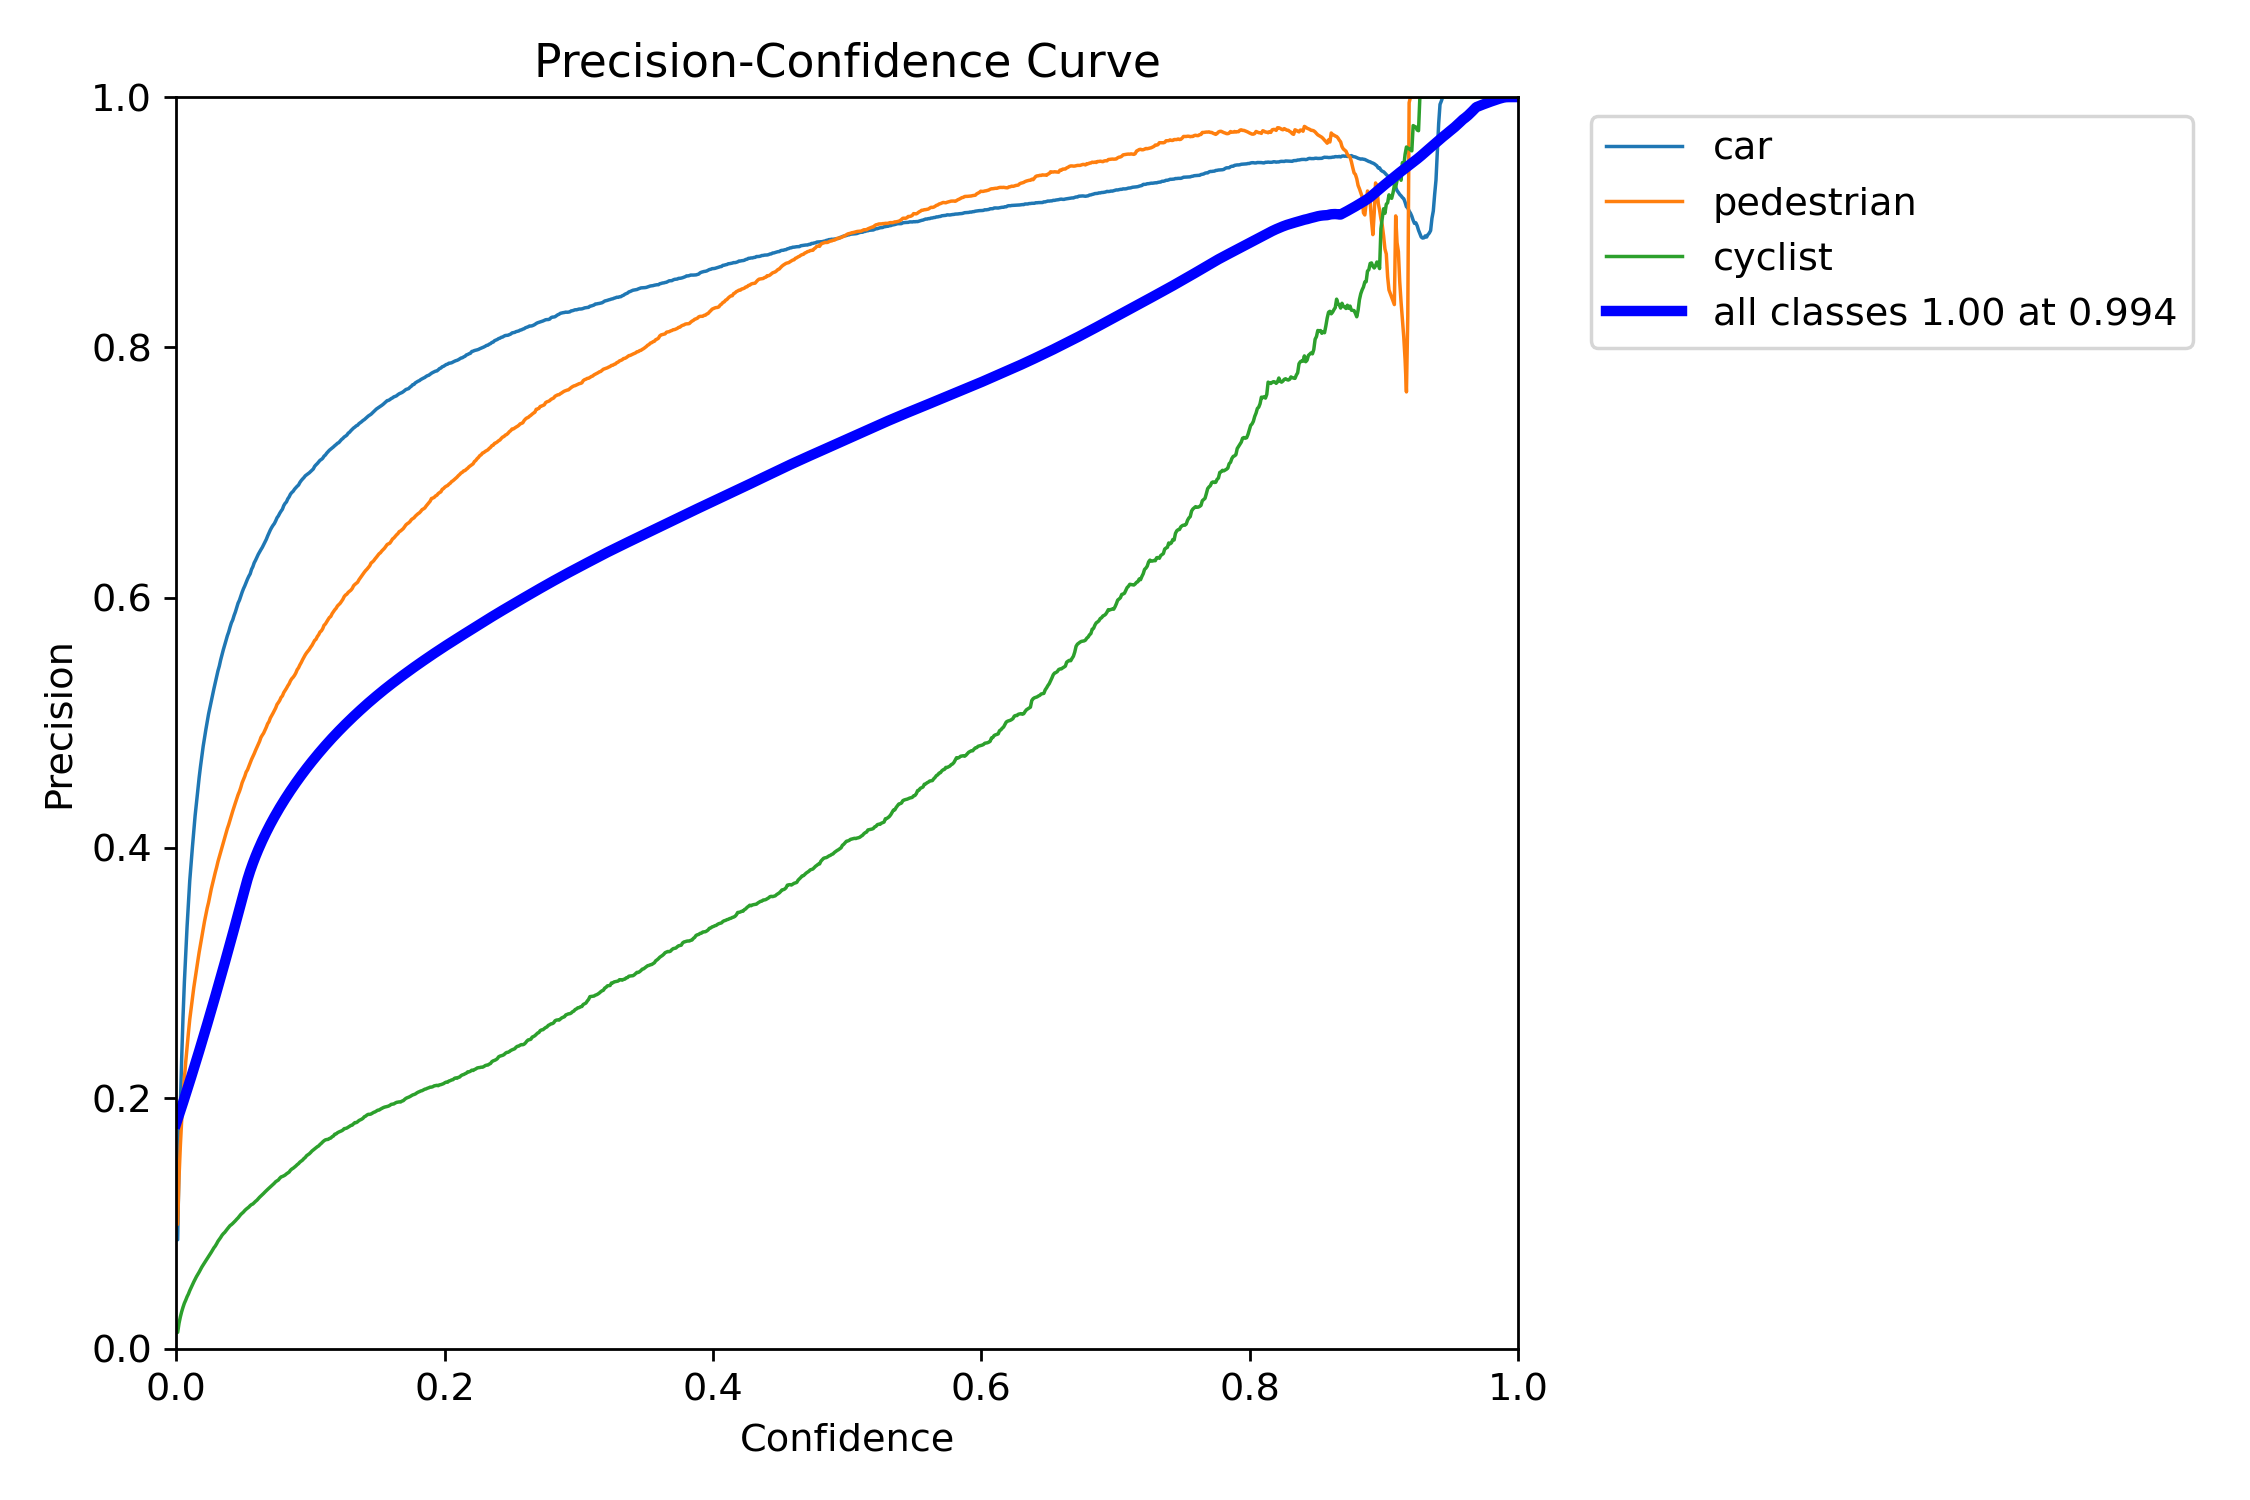 Precision-Confidence Curve
1.0
0.8
0.6
0.4
0.2
0.0
Precision
0.0 0.2 0.4 0.6 0.8 1.0
Confidence
car
pedestrian
cyclist
all classes 1.00 at 0.994